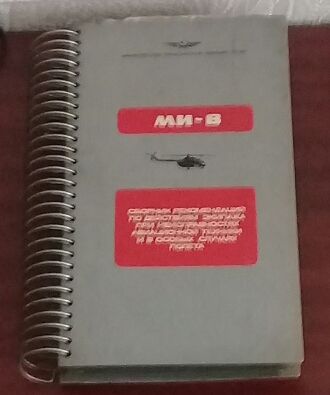 МИ-8
СБОРНИК РЕКОМЕНДАЦИЙ
ПО ДЕЙСТВИЯМ ЭКИПАЖА
ПРИ НЕИСПРАВНОСТЯХ
АВИАЦИОННОЙ ТЕХНИКИ
И В ОСОБЫХ СЛУЧАЯХ
ПОЛЕТА